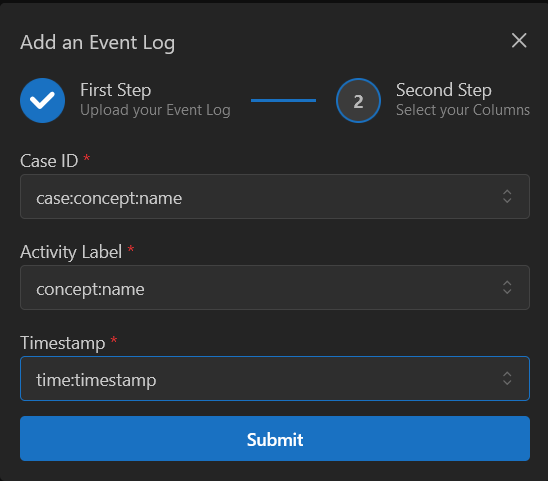 Add an Event Log
First Step
Upload your Event Log
2
Second Step
Select your Columns
Case ID *
case:concept:name
Activity Label *
concept:name
Timestamp *
time:timestamp
Submit